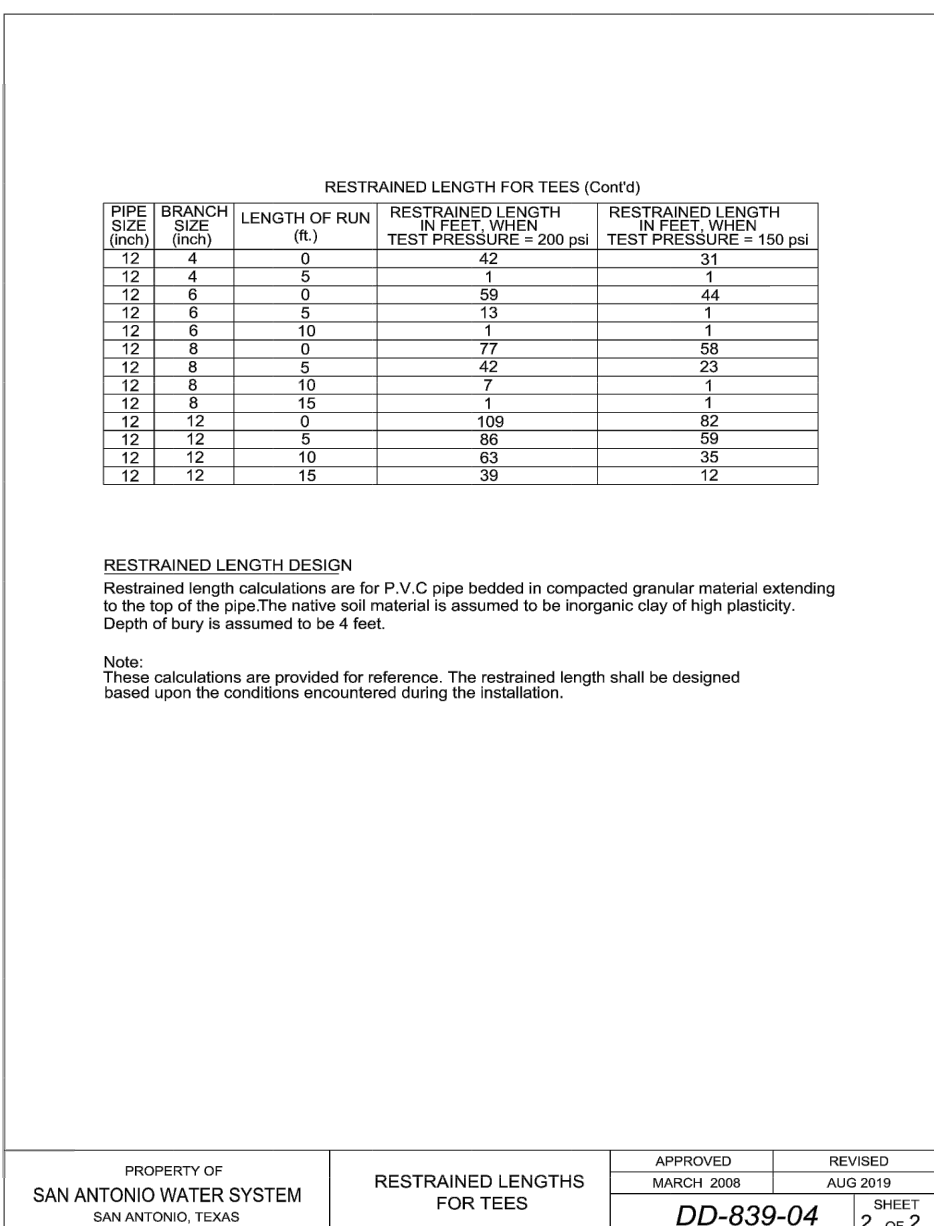 RESTRAINED LENGTH FOR TEES (Cont'd)
PIPE SIZE (inch) BRANCH SIZE (inch) LENGTH OF RUN (ft.) RESTRAINED LENGTH IN FEET, WHEN TEST PRESSURE = 200 psi RESTRAINED LENGTH IN FEET, WHEN TEST PRESSURE = 150 psi
12 4 0 42 31
12 4 5 1 1
12 6 0 59 44
12 6 5 13 1
12 6 10 1 1
12 8 0 77 58
12 8 5 42 23
12 8 10 7 1
12 8 15 1 1
12 12 0 109 82
12 12 5 86 59
12 12 10 63 35
12 12 15 39 12
RESTRAINED LENGTH DESIGN
Restrained length calculations are for P.V.C pipe bedded in compacted granular material extending
to the top of the pipe.The native soil material is assumed to be inorganic clay of high plasticity.
Depth of bury is assumed to be 4 feet.
Note:
These calculations are provided for reference. The restrained length shall be designed
based upon the conditions encountered during the installation.
PROPERTY OF
SAN ANTONIO WATER SYSTEM
SAN ANTONIO, TEXAS
RESTRAINED LENGTHS
FOR TEES
APPROVED REVISED
MARCH 2008 AUG 2019
DD-839-04
SHEET
2 OF 2